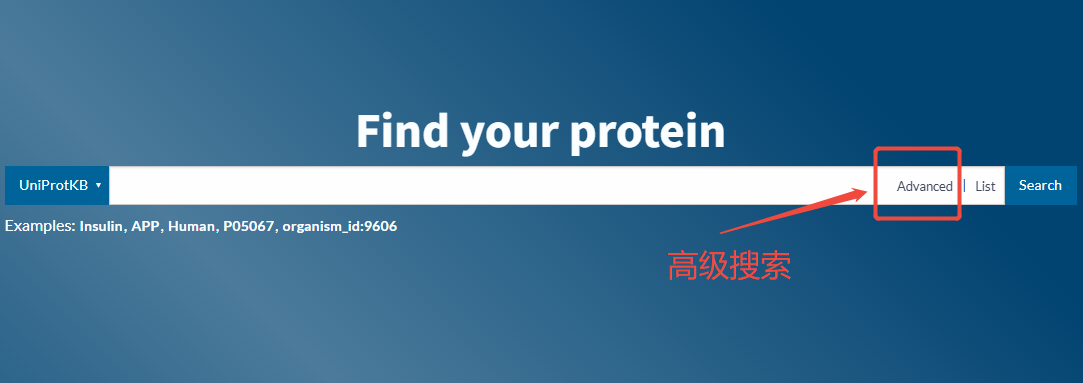 Find your protein
UniProtKB ▾ Advanced | List Search
Examples: Insulin, APP, Human, P05067, organism_id:9606
高级搜索